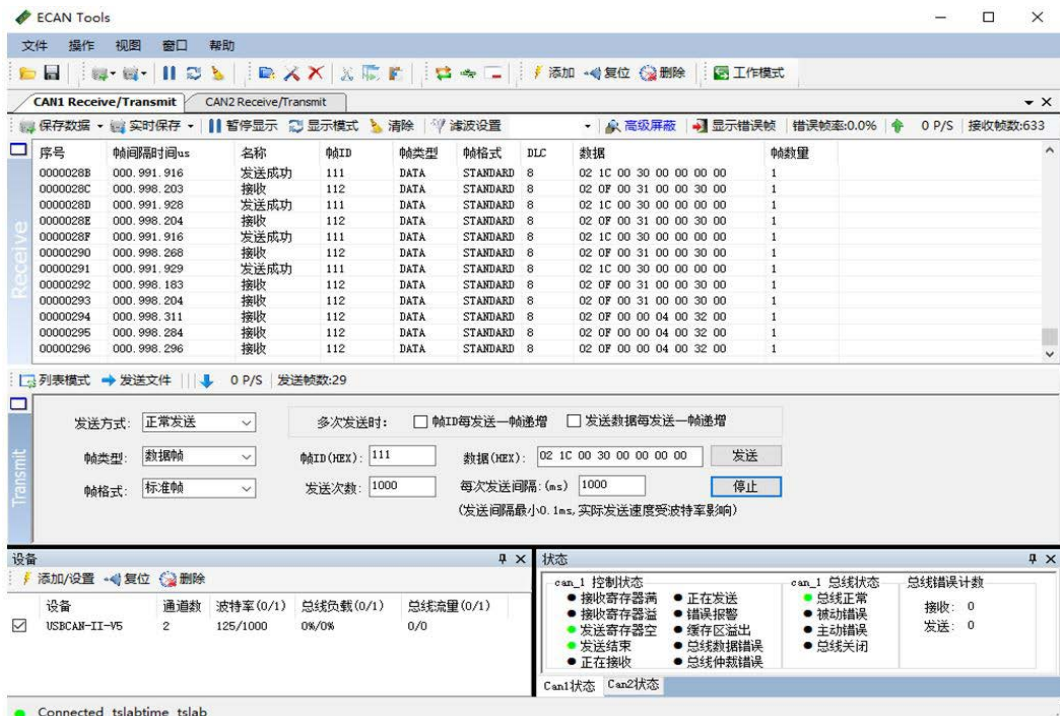 ECAN Tools
文件 操作 视图 窗口 帮助
添加 复位 删除 工作模式
CAN1 Receive/Transmit CAN2 Receive/Transmit
保存数据 实时保存 暂停显示 显示模式 清除 滤波设置 高级屏蔽 显示错误帧 错误帧率:0.0% 0 P/S 接收帧数:633
序号 帧间隔时间us 名称 帧ID 帧类型 帧格式 DLC 数据 帧数量
0000028B 000.991.916 发送成功 111 DATA STANDARD 8 02 1C 00 30 00 00 00 00 1
0000028C 000.998.203 接收 112 DATA STANDARD 8 02 0F 00 31 00 00 30 00 1
0000028D 000.991.928 发送成功 111 DATA STANDARD 8 02 1C 00 30 00 00 00 00 1
0000028E 000.998.204 接收 112 DATA STANDARD 8 02 0F 00 31 00 00 30 00 1
0000028F 000.991.916 发送成功 111 DATA STANDARD 8 02 1C 00 30 00 00 00 00 1
00000290 000.998.268 接收 112 DATA STANDARD 8 02 0F 00 31 00 00 30 00 1
00000291 000.991.929 发送成功 111 DATA STANDARD 8 02 1C 00 30 00 00 00 00 1
00000292 000.998.183 接收 112 DATA STANDARD 8 02 0F 00 31 00 00 30 00 1
00000293 000.998.204 接收 112 DATA STANDARD 8 02 0F 00 31 00 00 30 00 1
00000294 000.998.311 接收 112 DATA STANDARD 8 02 0F 00 00 04 00 32 00 1
00000295 000.998.284 接收 112 DATA STANDARD 8 02 0F 00 00 04 00 32 00 1
00000296 000.998.296 接收 112 DATA STANDARD 8 02 0F 00 00 04 00 32 00 1
Receive
列表模式 发送文件 0 P/S 发送帧数:29
Transmit
发送方式: 正常发送 多次发送时: 帧ID每发送一帧递增 发送数据每发送一帧递增
帧类型: 数据帧 帧ID(HEX): 111 数据(HEX): 02 1C 00 30 00 00 00 00 发送
帧格式: 标准帧 发送次数: 1000 每次发送间隔:(ms) 1000 停止
(发送间隔最小0.1ms,实际发送速度受波特率影响)
设备
添加/设置 复位 删除
设备 通道数 波特率(0/1) 总线负载(0/1) 总线流量(0/1)
USBCAN-II-V5 2 125/1000 0%/0% 0/0
状态
can_1 控制状态 can_1 总线状态 总线错误计数
接收寄存器满 正在发送 总线正常 接收: 0
接收寄存器溢 错误报警 被动错误
发送寄存器空 缓存区溢出 主动错误 发送: 0
发送结束 总线数据错误 总线关闭
正在接收 总线仲裁错误
Can1状态 Can2状态
Connected tslabtime tslab